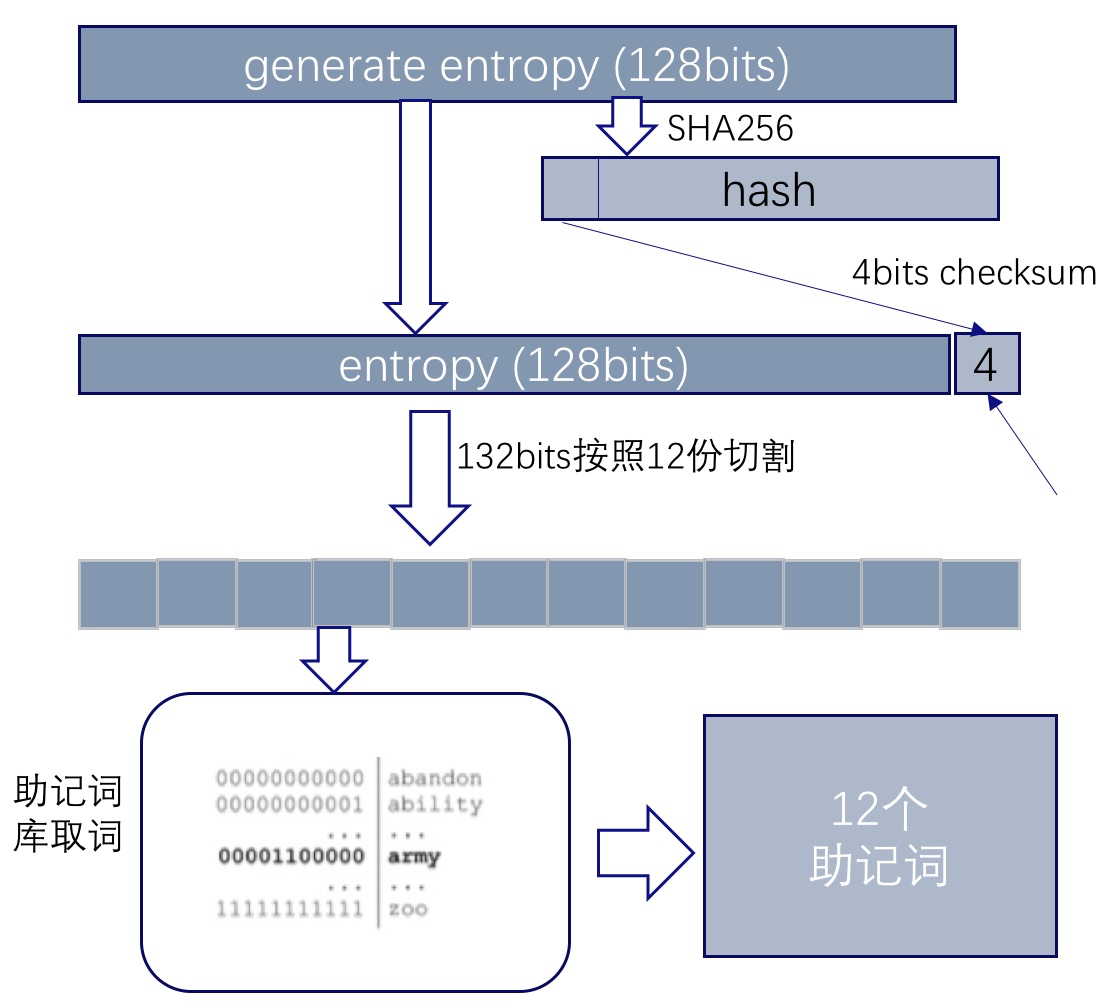 generate entropy (128bits)
SHA256
hash
4bits checksum
entropy (128bits)
4
132bits按照12份切割
助记词
库取词
00000000000 abandon
00000000001 ability
... ...
00001100000 army
... ...
11111111111 zoo
12个
助记词